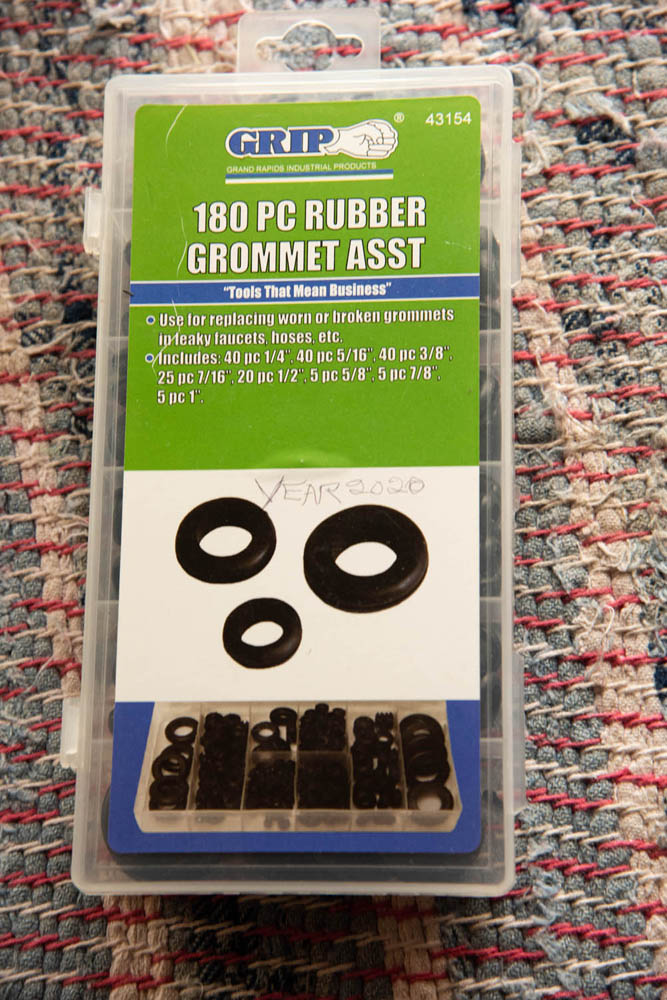 GRIP ® 43154
GRAND RAPIDS INDUSTRIAL PRODUCTS
180 PC RUBBER
GROMMET ASST
"Tools That Mean Business"
• Use for replacing worn or broken grommets
in leaky faucets, hoses, etc.
• Includes: 40 pc 1/4", 40 pc 5/16", 40 pc 3/8",
25 pc 7/16", 20 pc 1/2", 5 pc 5/8", 5 pc 7/8",
5 pc 1".
YEAR 2020